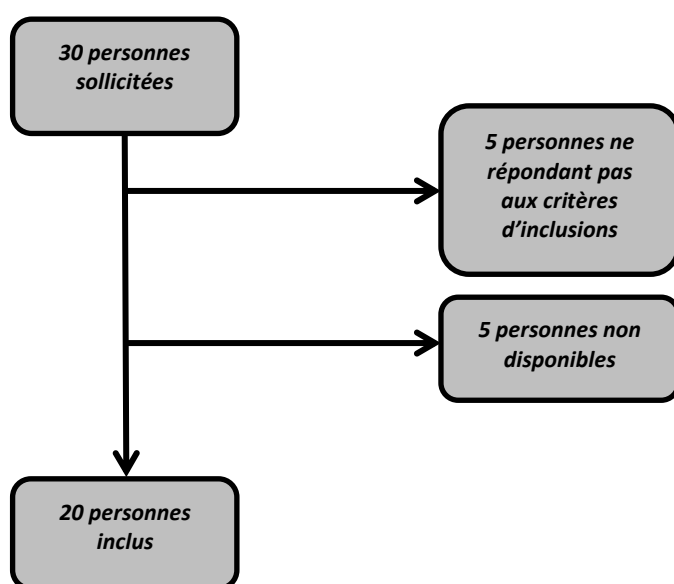 30 personnes
sollicitées
5 personnes ne
répondant pas
aux critères
d’inclusions
5 personnes non
disponibles
20 personnes
inclus